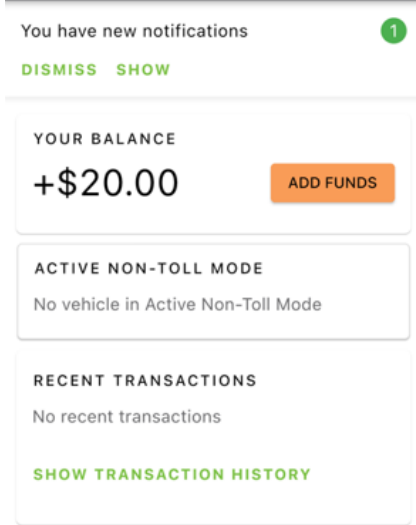 You have new notifications 1
DISMISS SHOW
YOUR BALANCE
+$20.00 ADD FUNDS
ACTIVE NON-TOLL MODE
No vehicle in Active Non-Toll Mode
RECENT TRANSACTIONS
No recent transactions
SHOW TRANSACTION HISTORY